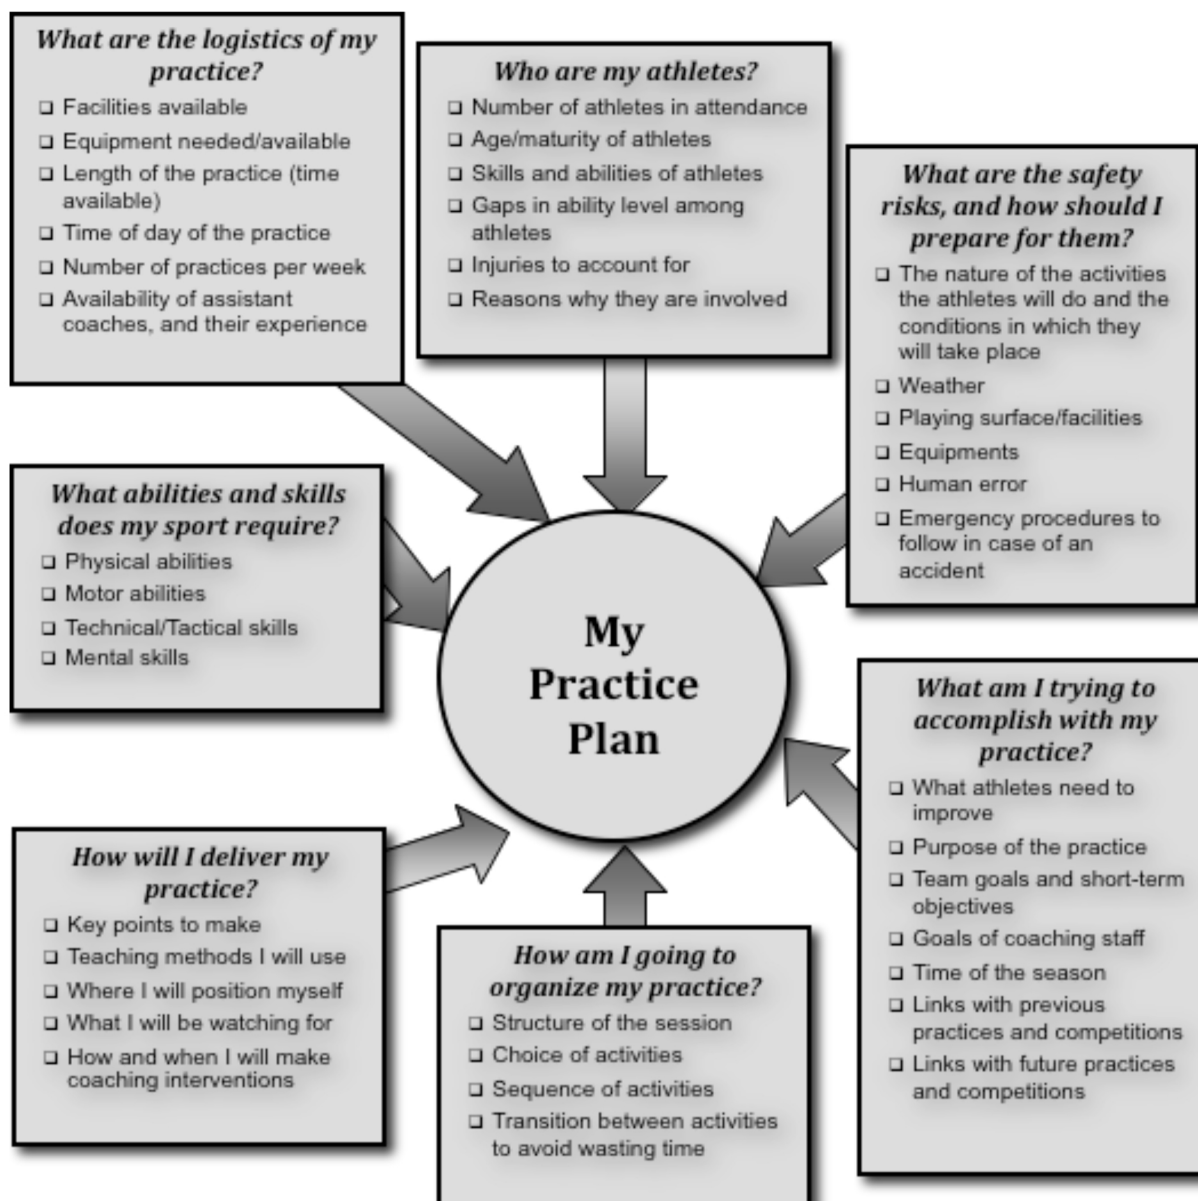 What are the logistics of my
practice?
❑ Facilities available
❑ Equipment needed/available
❑ Length of the practice (time
available)
❑ Time of day of the practice
❑ Number of practices per week
❑ Availability of assistant
coaches, and their experience
Who are my athletes?
❑ Number of athletes in attendance
❑ Age/maturity of athletes
❑ Skills and abilities of athletes
❑ Gaps in ability level among
athletes
❑ Injuries to account for
❑ Reasons why they are involved
What are the safety
risks, and how should I
prepare for them?
❑ The nature of the activities
the athletes will do and the
conditions in which they
will take place
❑ Weather
❑ Playing surface/facilities
❑ Equipments
❑ Human error
❑ Emergency procedures to
follow in case of an
accident
What abilities and skills
does my sport require?
❑ Physical abilities
❑ Motor abilities
❑ Technical/Tactical skills
❑ Mental skills
My
Practice
Plan
What am I trying to
accomplish with my
practice?
❑ What athletes need to
improve
❑ Purpose of the practice
❑ Team goals and short-term
objectives
❑ Goals of coaching staff
❑ Time of the season
❑ Links with previous
practices and competitions
❑ Links with future practices
and competitions
How will I deliver my
practice?
❑ Key points to make
❑ Teaching methods I will use
❑ Where I will position myself
❑ What I will be watching for
❑ How and when I will make
coaching interventions
How am I going to
organize my practice?
❑ Structure of the session
❑ Choice of activities
❑ Sequence of activities
❑ Transition between activities
to avoid wasting time